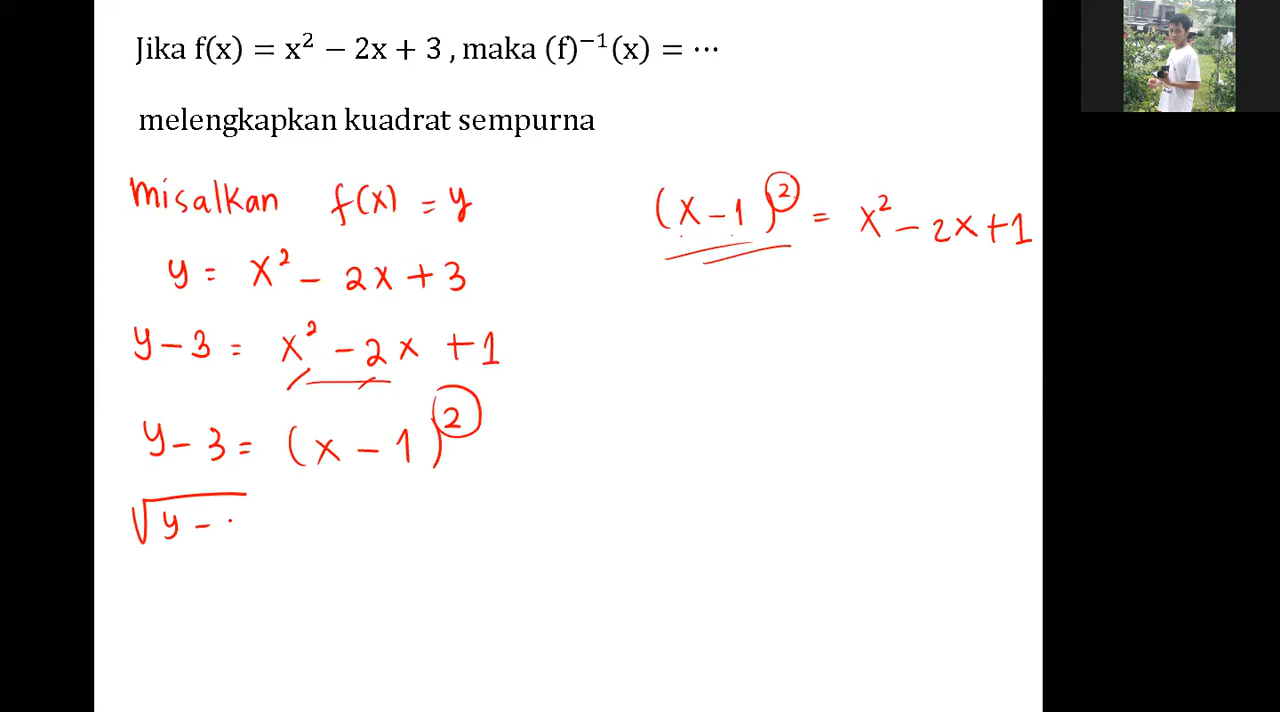 Jika f(x) = x² − 2x + 3 , maka (f)⁻¹(x) = ⋯
melengkapkan kuadrat sempurna
Misalkan f(x) = y
y = x² − 2x + 3
y − 3 = x² − 2x + 1
y − 3 = (x − 1)²
√y −
(x − 1)² = x² − 2x + 1